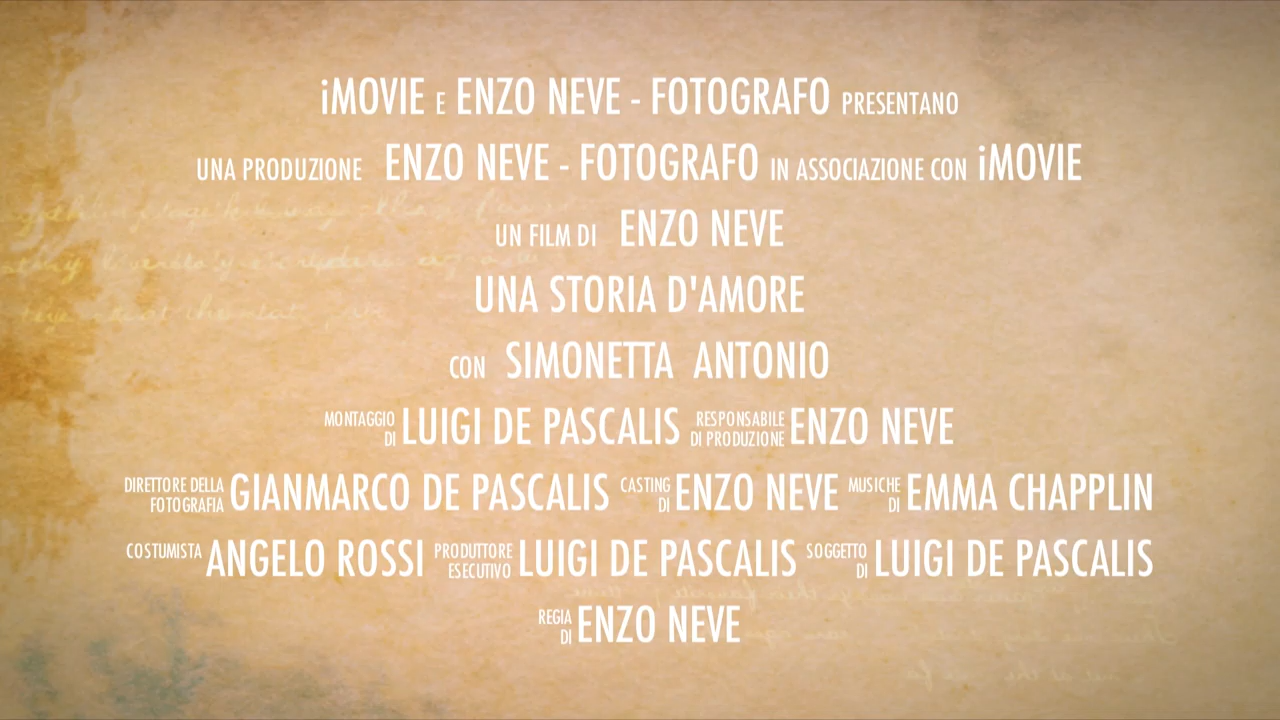 iMOVIE E ENZO NEVE - FOTOGRAFO PRESENTANO
UNA PRODUZIONE ENZO NEVE - FOTOGRAFO IN ASSOCIAZIONE CON iMOVIE
UN FILM DI ENZO NEVE
UNA STORIA D'AMORE
CON SIMONETTA ANTONIO
MONTAGGIO DI LUIGI DE PASCALIS RESPONSABILE DI PRODUZIONE ENZO NEVE
DIRETTORE DELLA FOTOGRAFIA GIANMARCO DE PASCALIS CASTING DI ENZO NEVE MUSICHE DI EMMA CHAPPLIN
COSTUMISTA ANGELO ROSSI PRODUTTORE ESECUTIVO LUIGI DE PASCALIS SOGGETTO DI LUIGI DE PASCALIS
REGIA DI ENZO NEVE